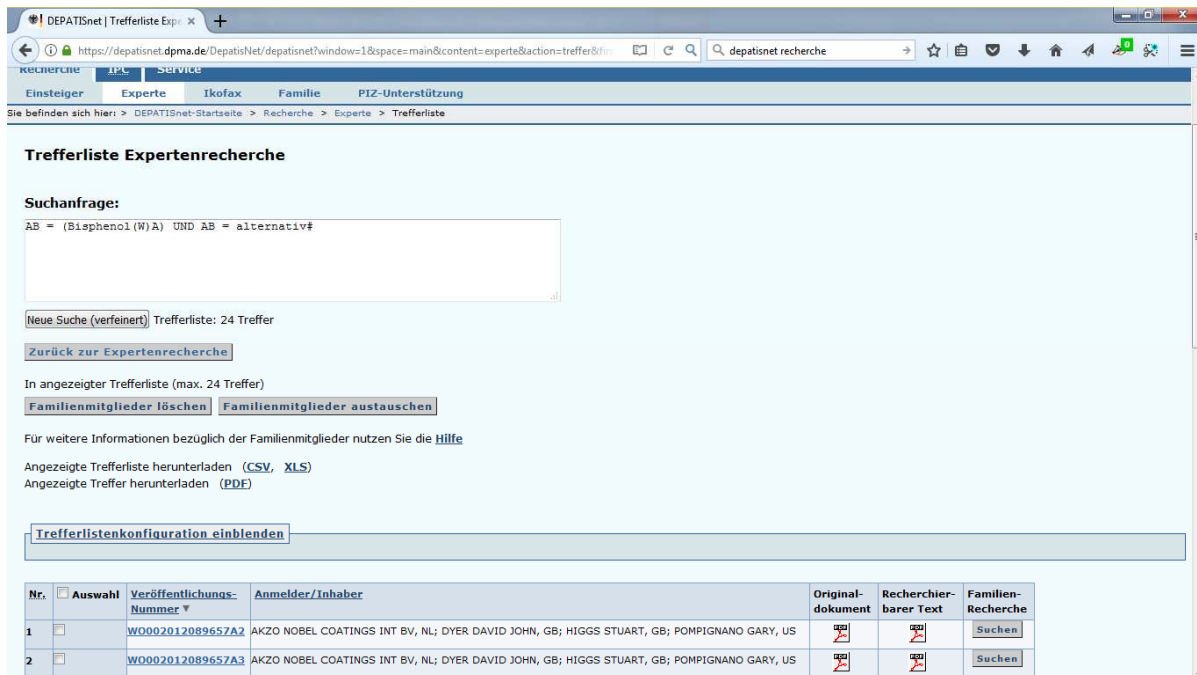 DEPATISnet | Trefferliste Expe
https://depatisnet.dpma.de/DepatisNet/depatisnet?window=1&space=main&content=experte&action=treffer&fir
depatisnet recherche
0
Recherche IPC Service
Einsteiger Experte Ikofax Familie PIZ-Unterstützung
Sie befinden sich hier: > DEPATISnet-Startseite > Recherche > Experte > Trefferliste
Trefferliste Expertenrecherche
Suchanfrage:
AB = (Bisphenol(W)A) UND AB = alternativ#
Neue Suche (verfeinert) Trefferliste: 24 Treffer
Zurück zur Expertenrecherche
In angezeigter Trefferliste (max. 24 Treffer)
Familienmitglieder löschen Familienmitglieder austauschen
Für weitere Informationen bezüglich der Familienmitglieder nutzen Sie die Hilfe
Angezeigte Trefferliste herunterladen (CSV, XLS)
Angezeigte Treffer herunterladen (PDF)
Trefferlistenkonfiguration einblenden
Nr. Auswahl Veröffentlichungs-Nummer ▼ Anmelder/Inhaber Original-dokument Recherchier-barer Text Familien-Recherche
1 WO002012089657A2 AKZO NOBEL COATINGS INT BV, NL; DYER DAVID JOHN, GB; HIGGS STUART, GB; POMPIGNANO GARY, US Suchen
2 WO002012089657A3 AKZO NOBEL COATINGS INT BV, NL; DYER DAVID JOHN, GB; HIGGS STUART, GB; POMPIGNANO GARY, US Suchen